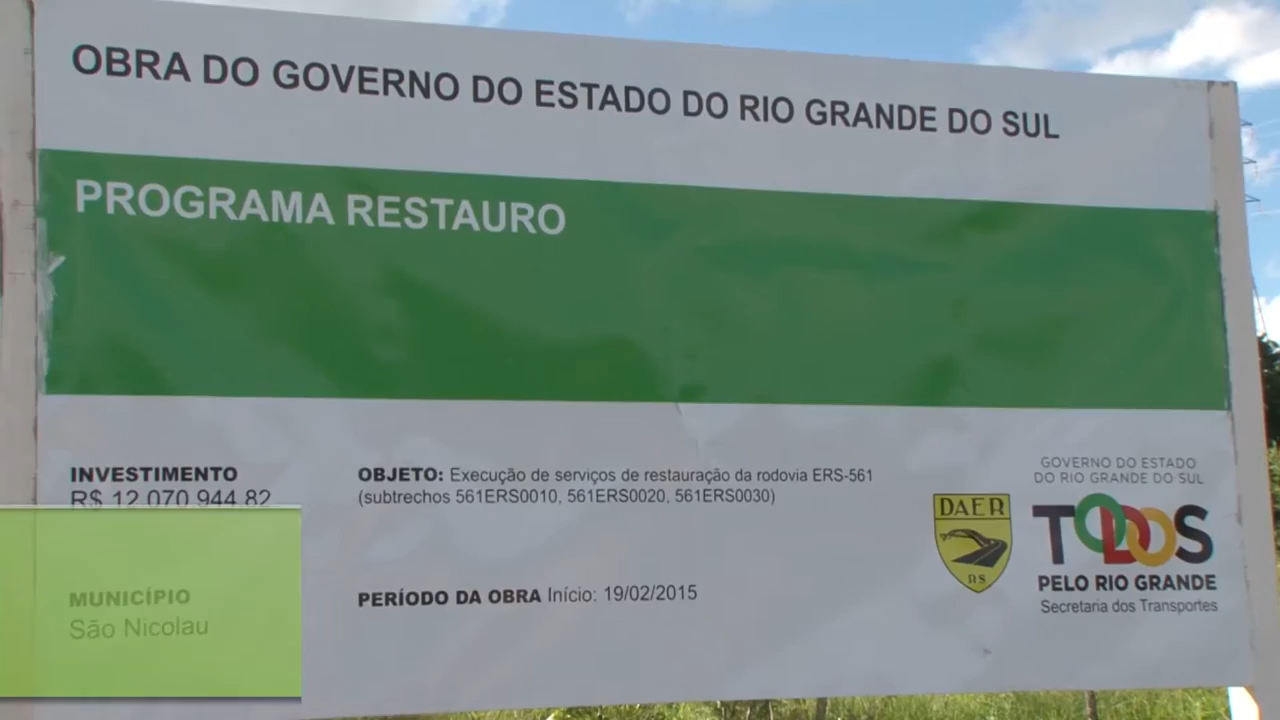 OBRA DO GOVERNO DO ESTADO DO RIO GRANDE DO SUL
PROGRAMA RESTAURO
INVESTIMENTO
R$ 12.070.944,82
MUNICÍPIO
São Nicolau
OBJETO: Execução de serviços de restauração da rodovia ERS-561
(subtrechos 561ERS0010, 561ERS0020, 561ERS0030)
PERÍODO DA OBRA Início: 19/02/2015
DAER
RS
GOVERNO DO ESTADO
DO RIO GRANDE DO SUL
TODOS
PELO RIO GRANDE
Secretaria dos Transportes